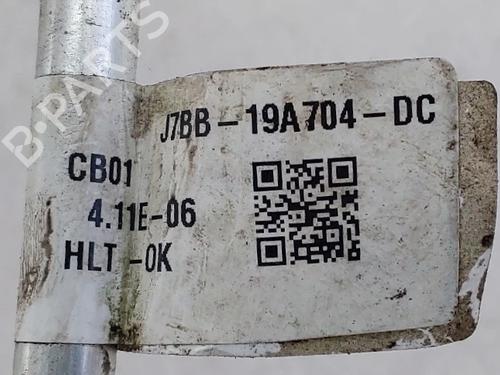 B-PARTS
J7BB-19A704-DC
CB01
4.11E-06
HLT-OK